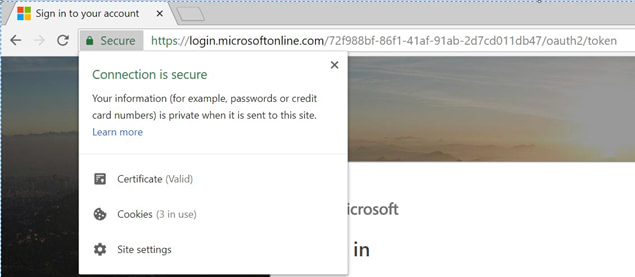 Sign in to your account
Secure https://login.microsoftonline.com/72f988bf-86f1-41af-91ab-2d7cd011db47/oauth2/token
Connection is secure
Your information (for example, passwords or credit
card numbers) is private when it is sent to this site.
Learn more
Certificate (Valid)
Cookies (3 in use)
Site settings
icrosoft
in